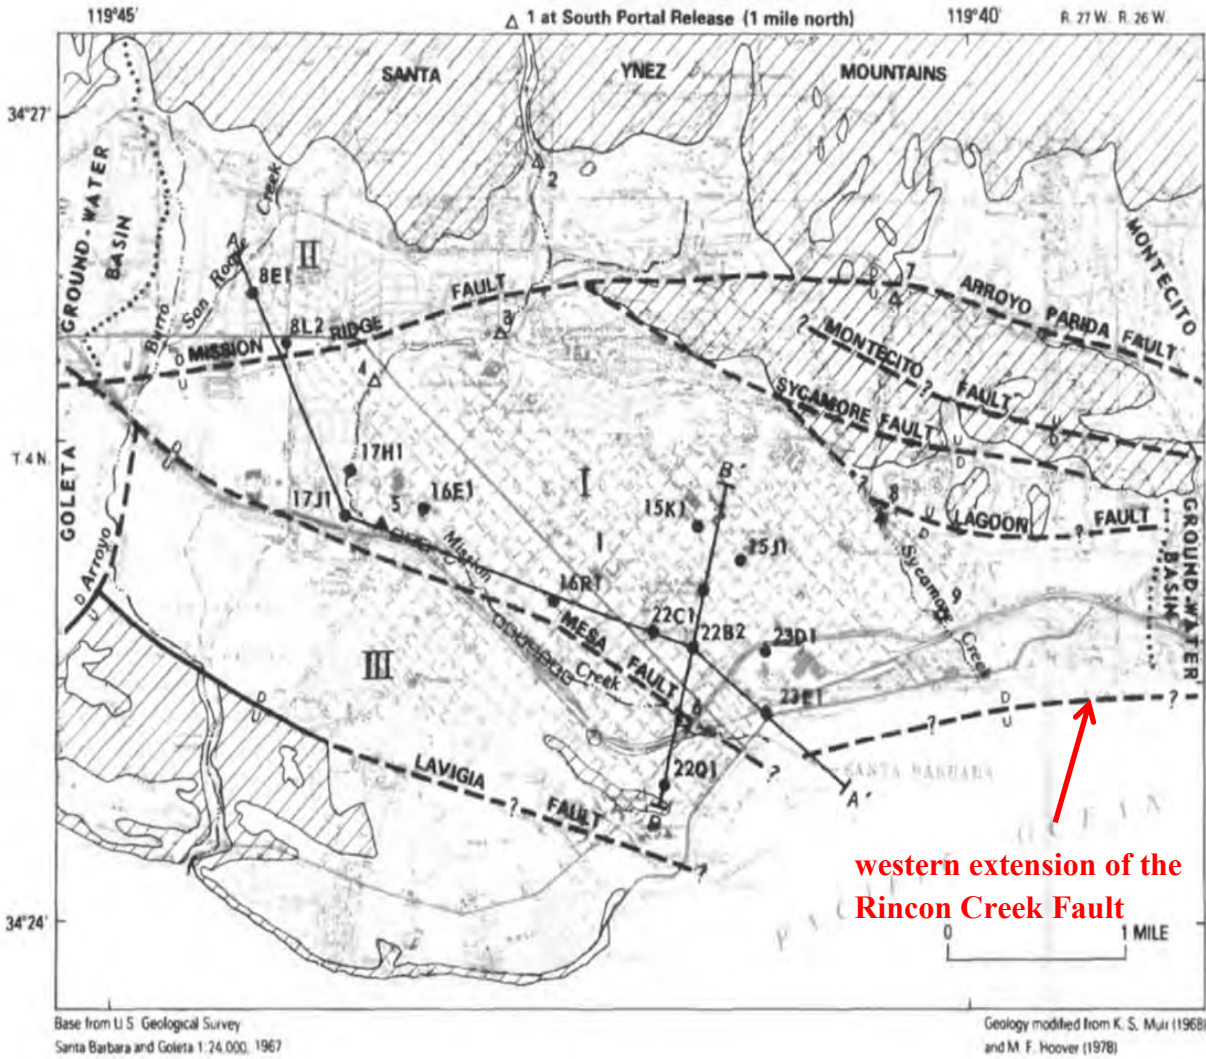 119°45'
△ 1 at South Portal Release (1 mile north)
119°40'
R. 27 W. R. 26 W.
SANTA YNEZ MOUNTAINS
34°27'
2
GROUND-WATER
BASIN
Creek
San Roque
A
II
8E1
FAULT
7
D
U
ARROYO PARIDA FAULT
MONTECITO
8L2
RIDGE
MISSION
3
?
MONTECITO ? FAULT
Barro
D
U
4
SYCAMORE FAULT
U
D
U
D
T 4 N.
GOLETA
D
U
17H1
I
B'
?
17J1
5
16E1
15K1
8
U
D
LAGOON ? FAULT
Mission
1
15J1
Sycamore
Creek
9
GROUND-WATER
BASIN
Arroyo
D
U
16R1
22C1
22B2
23D1
MESA FAULT
III
Creek
6
23E1
D
U
? ? ?
D
U
LAVIGIA
? FAULT
22Q1
?
B
SANTA BARBARA
A'
?
PACIFIC OCEAN
western extension of the
Rincon Creek Fault
34°24'
0 1 MILE
Base from U.S. Geological Survey
Santa Barbara and Goleta 1:24,000, 1967
Geology modified from K. S. Muir (1968)
and M. F. Hoover (1978)